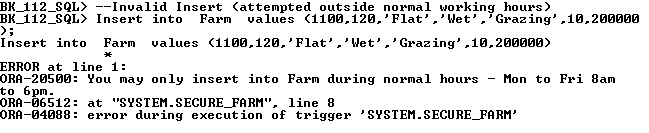 BK_112_SQL> --Invalid Insert (attempted outside normal working hours)
BK_112_SQL> Insert into  Farm  values (1100,120,'Flat','Wet','Grazing',10,200000
);
Insert into  Farm  values (1100,120,'Flat','Wet','Grazing',10,200000)
             *
ERROR at line 1:
ORA-20500: You may only insert into Farm during normal hours - Mon to Fri 8am
to 6pm.
ORA-06512: at "SYSTEM.SECURE_FARM", line 8
ORA-04088: error during execution of trigger 'SYSTEM.SECURE_FARM'